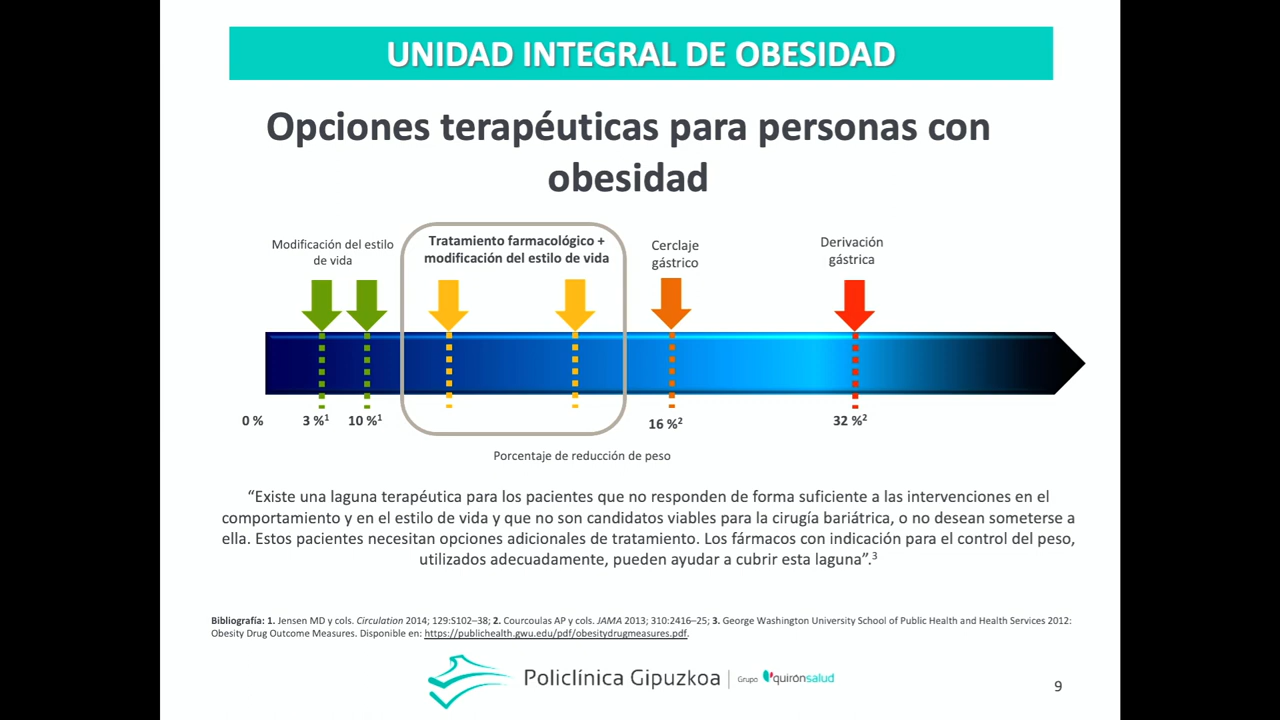 UNIDAD INTEGRAL DE OBESIDAD
Opciones terapéuticas para personas con
obesidad
Modificación del estilo
de vida
Tratamiento farmacológico +
modificación del estilo de vida
Cerclaje
gástrico
Derivación
gástrica
0 %
3 %¹
10 %¹
16 %²
32 %²
Porcentaje de reducción de peso
“Existe una laguna terapéutica para los pacientes que no responden de forma suficiente a las intervenciones en el
comportamiento y en el estilo de vida y que no son candidatos viables para la cirugía bariátrica, o no desean someterse a
ella. Estos pacientes necesitan opciones adicionales de tratamiento. Los fármacos con indicación para el control del peso,
utilizados adecuadamente, pueden ayudar a cubrir esta laguna”.³
Bibliografía: 1. Jensen MD y cols. Circulation 2014; 129:S102–38; 2. Courcoulas AP y cols. JAMA 2013; 310:2416–25; 3. George Washington University School of Public Health and Health Services 2012:
Obesity Drug Outcome Measures. Disponible en: https://publichealth.gwu.edu/pdf/obesitydrugmeasures.pdf.
Policlínica Gipuzkoa | Grupo quirónsalud
9